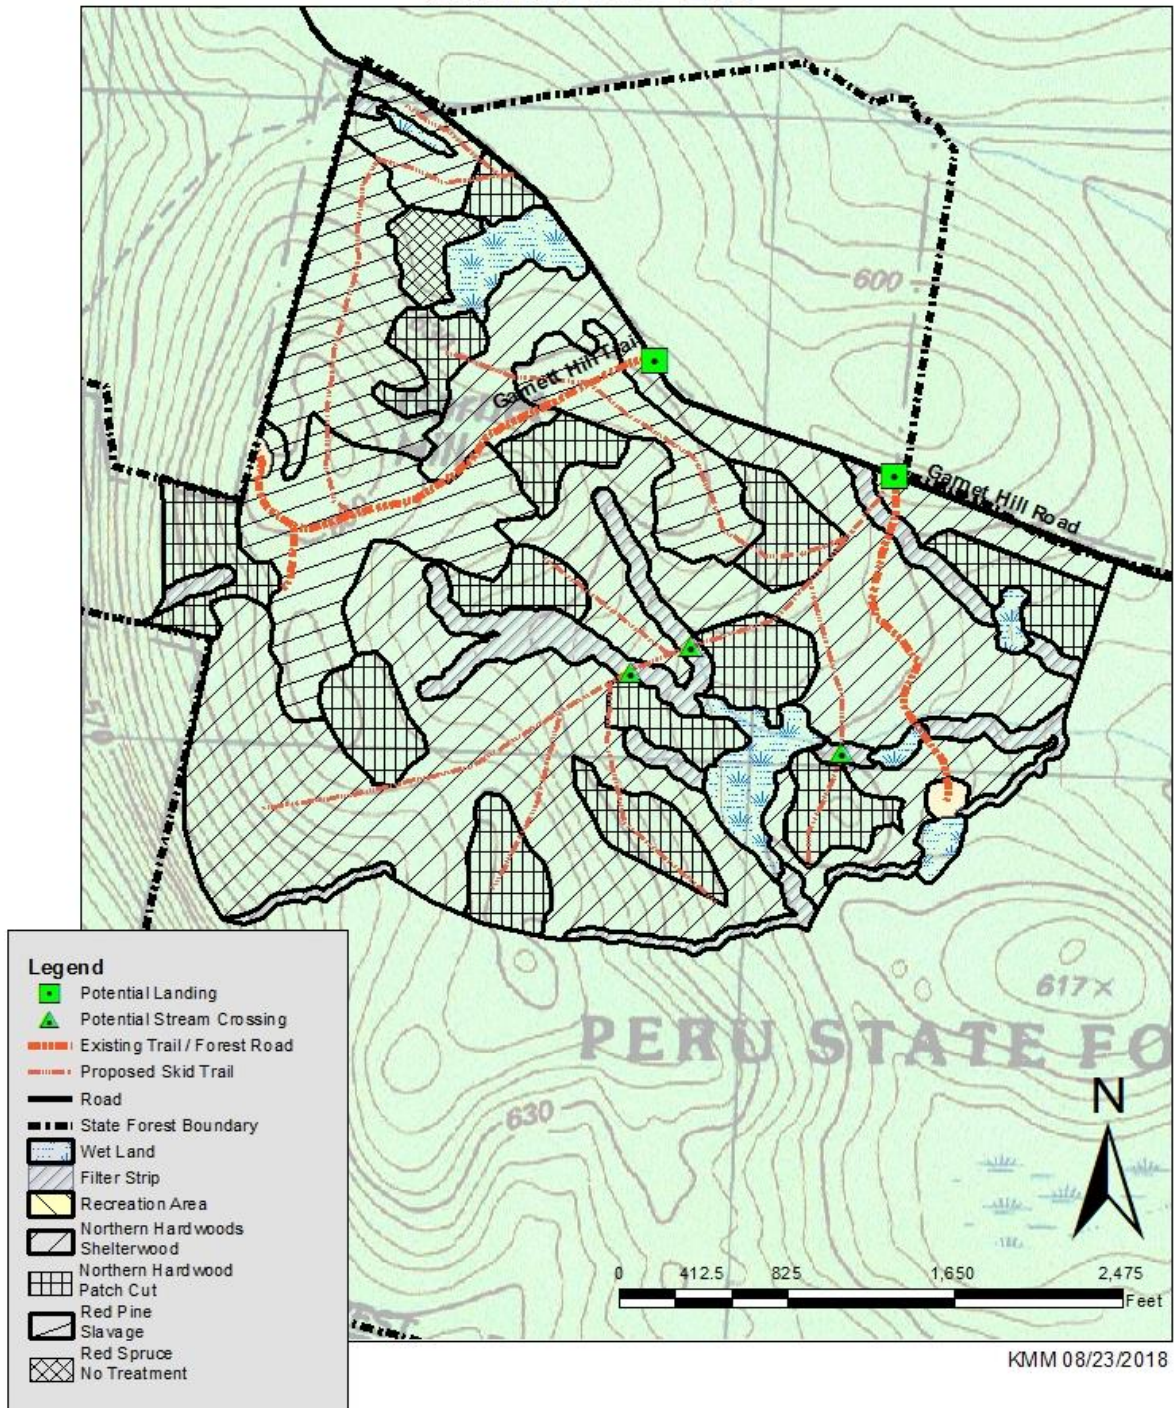 600
Garnett Hill Trail
Garnet Hill Road
617 ×
PERU STATE FO
630
N
0 412.5 825 1,650 2,475
Feet
Legend
Potential Landing
Potential Stream Crossing
Existing Trail / Forest Road
Proposed Skid Trail
Road
State Forest Boundary
Wet Land
Filter Strip
Recreation Area
Northern Hardwoods
Shelterwood
Northern Hardwood
Patch Cut
Red Pine
Slavage
Red Spruce
No Treatment
KMM 08/23/2018